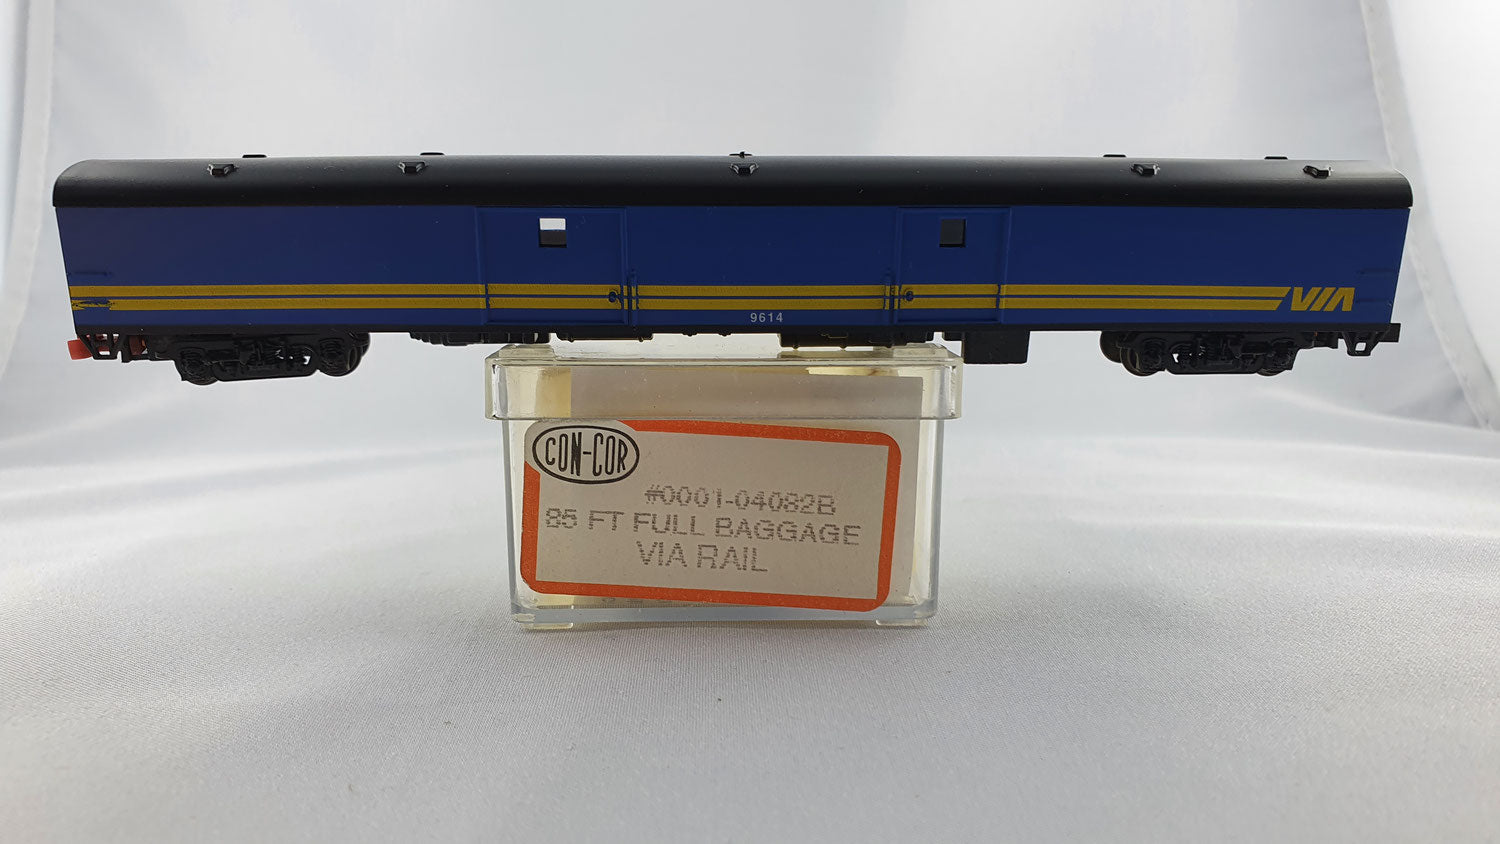 VIA
9614
CON-COR
#0001-04082B
85 FT FULL BAGGAGE
VIA RAIL